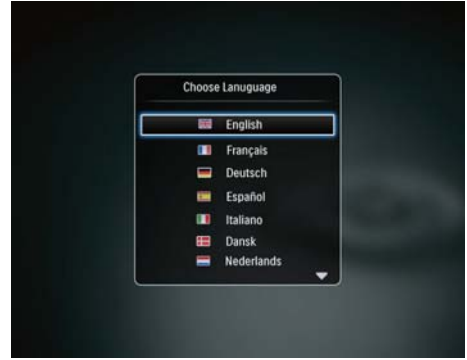 Choose Lanuguage
English
Français
Deutsch
Español
Italiano
Dansk
Nederlands